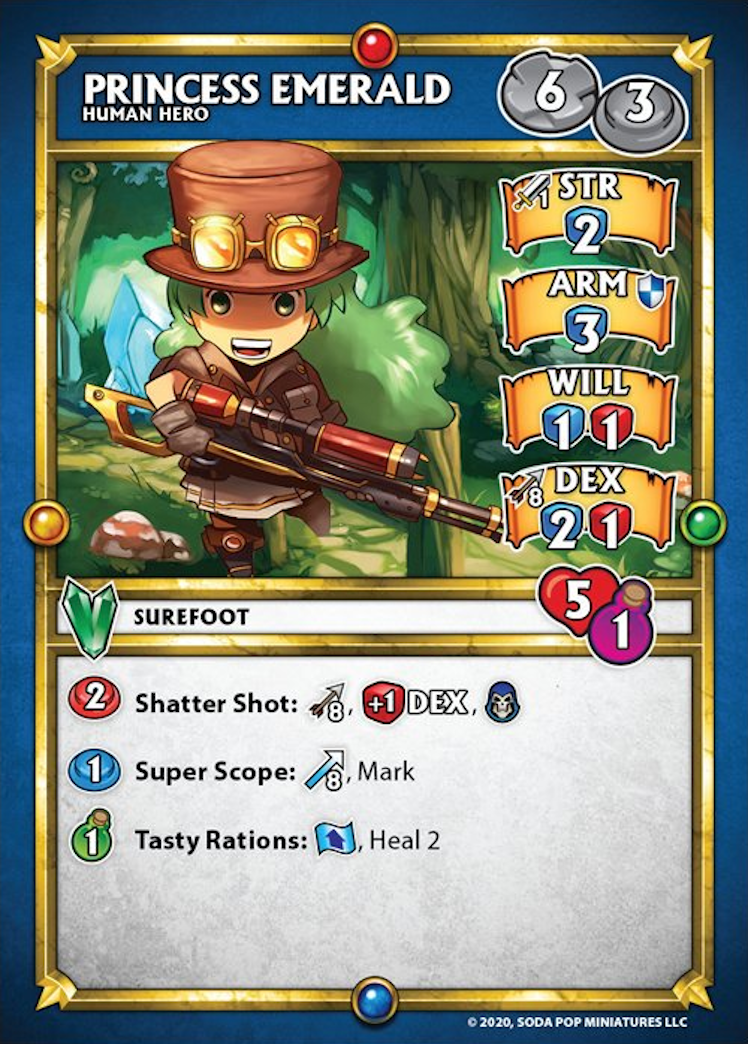 PRINCESS EMERALD
HUMAN HERO
6
3
1 STR
2
ARM
3
WILL
1 1
8 DEX
2 1
SUREFOOT
5
1
2 Shatter Shot: 8, +1 DEX,
1 Super Scope: 8, Mark
1 Tasty Rations: , Heal 2
© 2020, SODA POP MINIATURES LLC